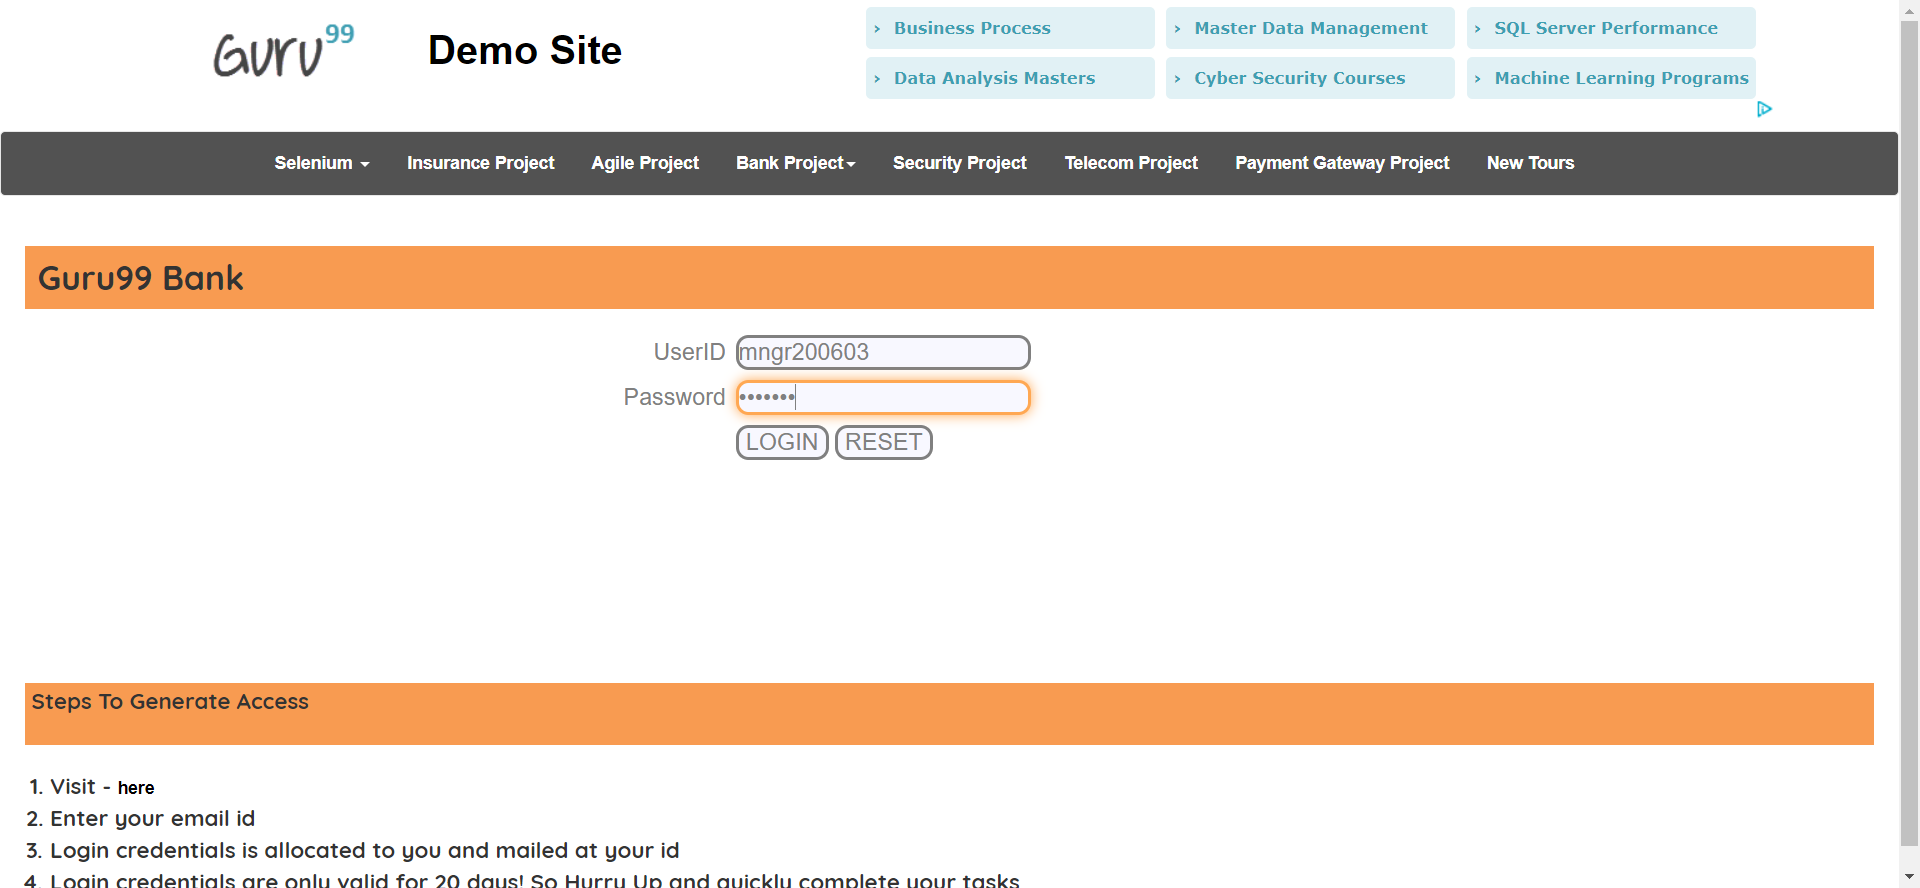 Guru99 Demo Site
› Business Process › Master Data Management › SQL Server Performance
› Data Analysis Masters › Cyber Security Courses › Machine Learning Programs
Selenium Insurance Project Agile Project Bank Project Security Project Telecom Project Payment Gateway Project New Tours
Guru99 Bank
UserID mngr200603
Password •••••••
LOGIN RESET
Steps To Generate Access
1. Visit - here
2. Enter your email id
3. Login credentials is allocated to you and mailed at your id
4. Login credentials are only valid for 20 days! So Hurry Up and quickly complete your tasks